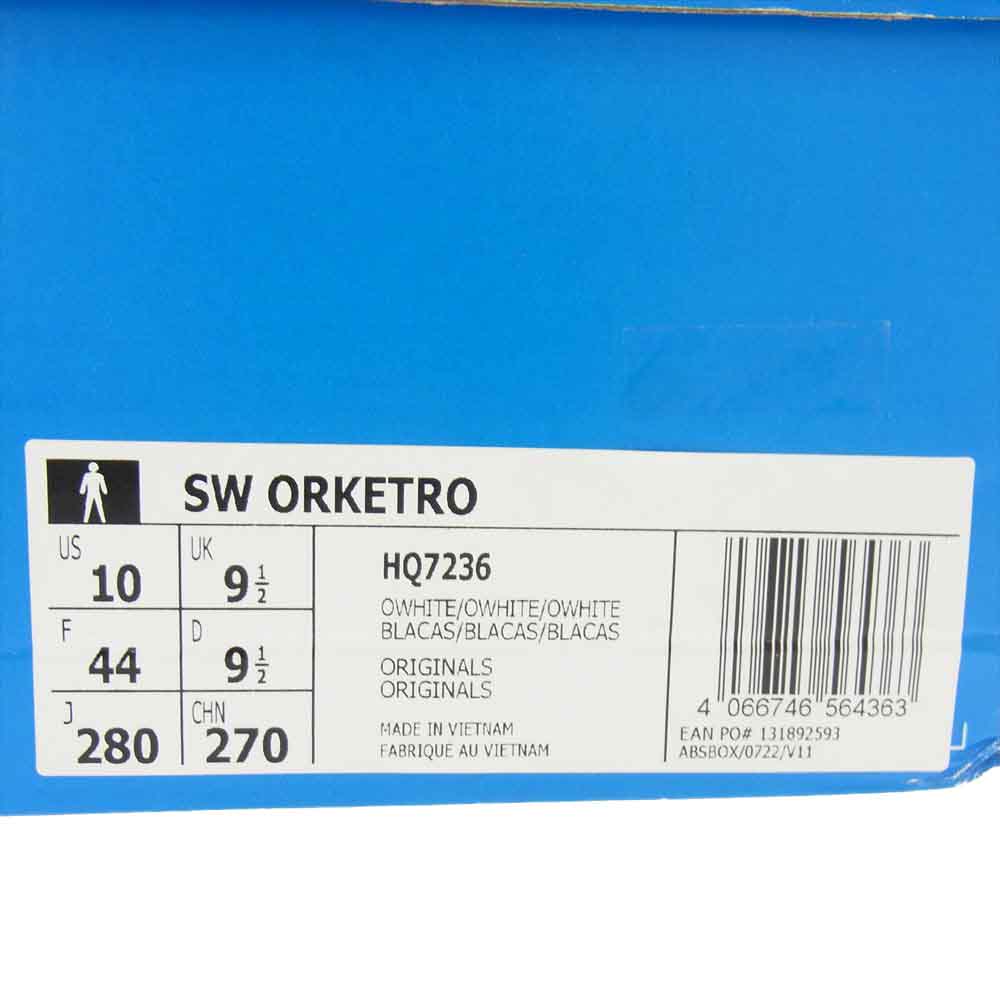 SW ORKETRO
US 10
UK 9 1/2
F 44
D 9 1/2
J 280
CHN 270
HQ7236
OWHITE/OWHITE/OWHITE
BLACAS/BLACAS/BLACAS
ORIGINALS
ORIGINALS
MADE IN VIETNAM
FABRIQUE AU VIETNAM
4 066746 564363
EAN PO# 131892593
ABSBOX/0722/V11